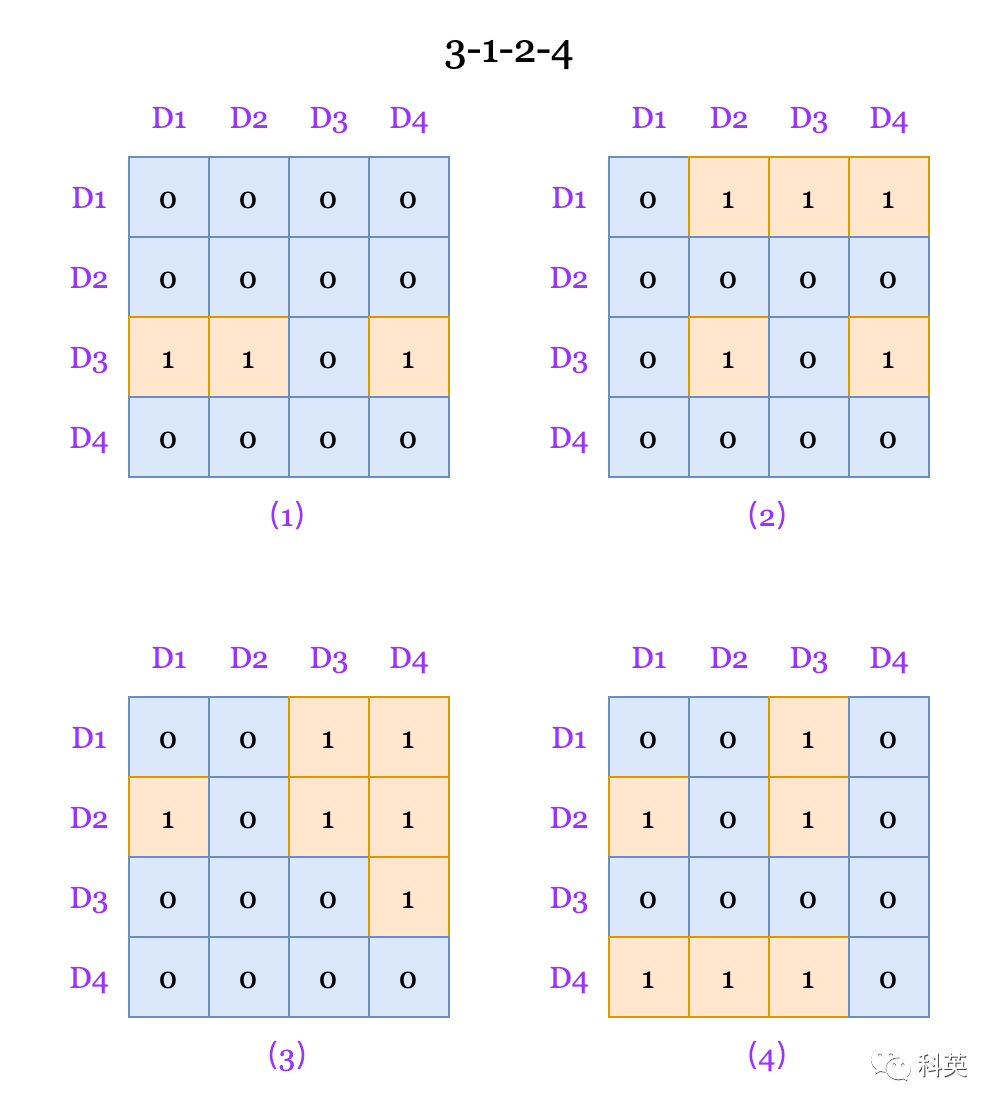 3-1-2-4
D1 D2 D3 D4
D1 0 0 0 0
D2 0 0 0 0
D3 1 1 0 1
D4 0 0 0 0
(1)
D1 D2 D3 D4
D1 0 1 1 1
D2 0 0 0 0
D3 0 1 0 1
D4 0 0 0 0
(2)
D1 D2 D3 D4
D1 0 0 1 1
D2 1 0 1 1
D3 0 0 0 1
D4 0 0 0 0
(3)
D1 D2 D3 D4
D1 0 0 1 0
D2 1 0 1 0
D3 0 0 0 0
D4 1 1 1 0
(4)
科英